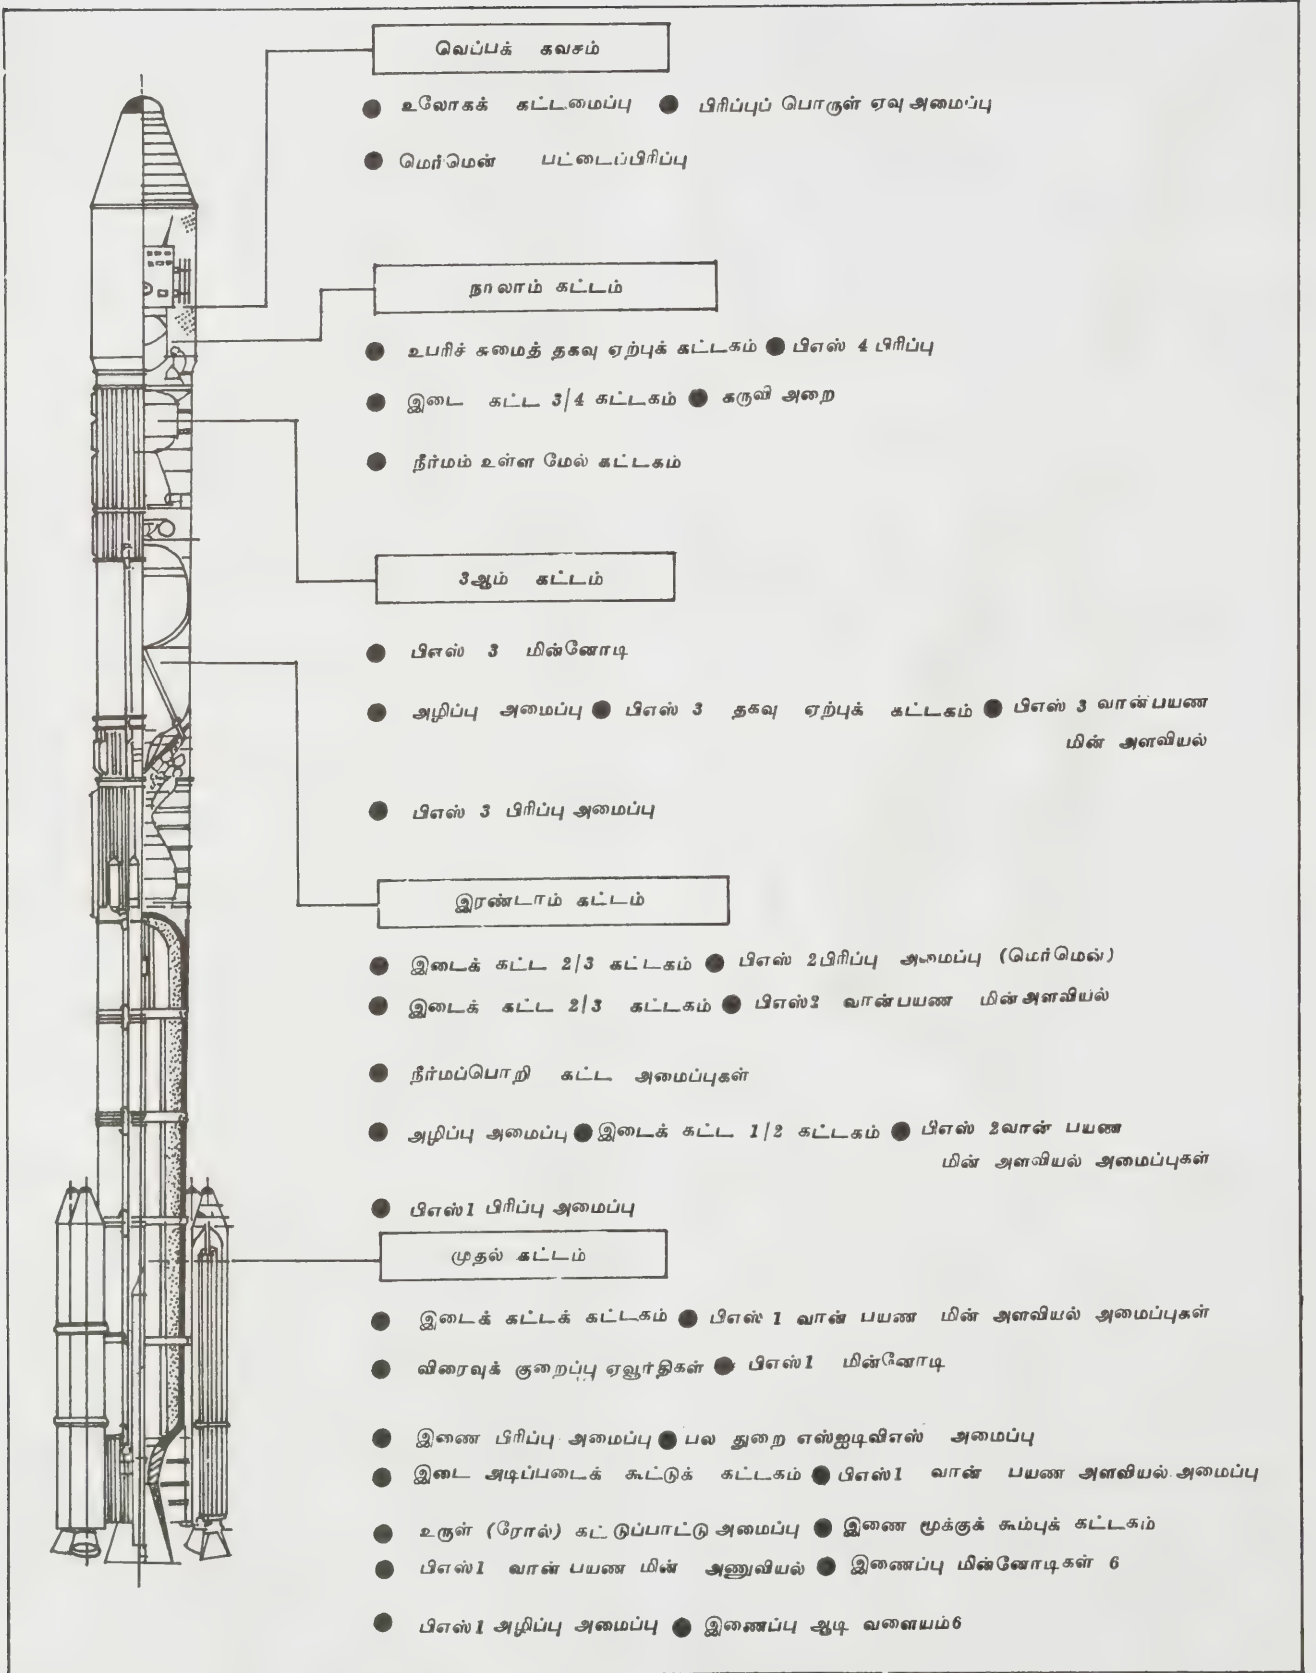 வெப்பக் கவசம்
● உலோகக் கட்டமைப்பு ● பிரிப்புப் பொருள் ஏவு அமைப்பு
● மெர்மென் பட்டைப்பிரிப்பு
நாலாம் கட்டம்
● உபரிச் சுமைத் தகவு ஏற்புக் கட்டகம் ● பிஎஸ் 4 பிரிப்பு
● இடை கட்ட 3/4 கட்டகம் ● கருவி அறை
● நீர்மம் உள்ள மேல் கட்டகம்
3ஆம் கட்டம்
● பிஎஸ் 3 மின்னோடி
● அழிப்பு அமைப்பு ● பிஎஸ் 3 தகவு ஏற்புக் கட்டகம் ● பிஎஸ் 3 வான்பயண
மின் அளவியல்
● பிஎஸ் 3 பிரிப்பு அமைப்பு
இரண்டாம் கட்டம்
● இடைக் கட்ட 2/3 கட்டகம் ● பிஎஸ் 2பிரிப்பு அமைப்பு (மெர்மென்)
● இடைக் கட்ட 2/3 கட்டகம் ● பிஎஸ்2 வான்பயண மின்அளவியல்
● நீர்மப்பொறி கட்ட அமைப்புகள்
● அழிப்பு அமைப்பு ● இடைக் கட்ட 1/2 கட்டகம் ● பிஎஸ் 2வான் பயண
மின் அளவியல் அமைப்புகள்
● பிஎஸ்1 பிரிப்பு அமைப்பு
முதல் கட்டம்
● இடைக் கட்டக் கட்டகம் ● பிஎஸ் 1 வான் பயண மின் அளவியல் அமைப்புகள்
● விரைவுக் குறைப்பு ஏவூர்திகள் ● பிஎஸ்1 மின்னோடி
● இணை பிரிப்பு அமைப்பு ● பல துறை எஸ்ஐடிவிஎஸ் அமைப்பு
● இடை அடிப்படைக் கூட்டுக் கட்டகம் ● பிஎஸ்1 வான் பயண அளவியல் அமைப்பு
● உருள் (ரோல்) கட்டுப்பாட்டு அமைப்பு ● இணை மூக்குக் கூம்புக் கட்டகம்
● பிஎஸ்1 வான் பயண மின் அணுவியல் ● இணைப்பு மின்னோடிகள் 6
● பிஎஸ்1 அழிப்பு அமைப்பு ● இணைப்பு ஆடி வளையம்6